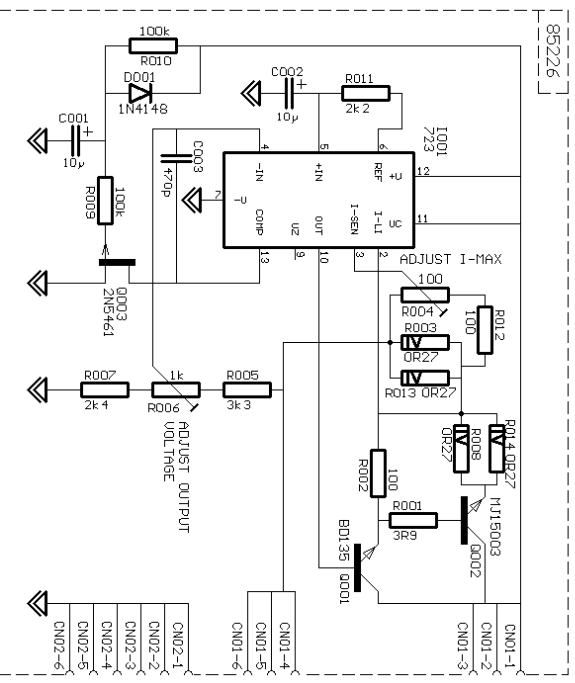 100k
R010
D001
1N4148
C001
+
10µ
R009
100k
Q003
2N5461
C002
+
10µ
R011
2k2
C003
470p
IC01
723
85226
4
-IN
5
+IN
6
REF
+U
12
7
-U
UC
11
COMP
13
UZ
9
OUT
10
I-SEN
3
I-LI
2
ADJUST I-MAX
100
R004
R012
100
R003
0R27
R013 0R27
R007
2k4
1k
R006
R005
3k3
ADJUST OUTPUT
VOLTAGE
R002
100
R008
0R27
R014 0R27
R001
3R9
BD135
Q001
MJ15003
Q002
CN02-6
CN02-5
CN02-4
CN02-3
CN02-2
CN02-1
CN01-6
CN01-5
CN01-4
CN01-3
CN01-2
CN01-1